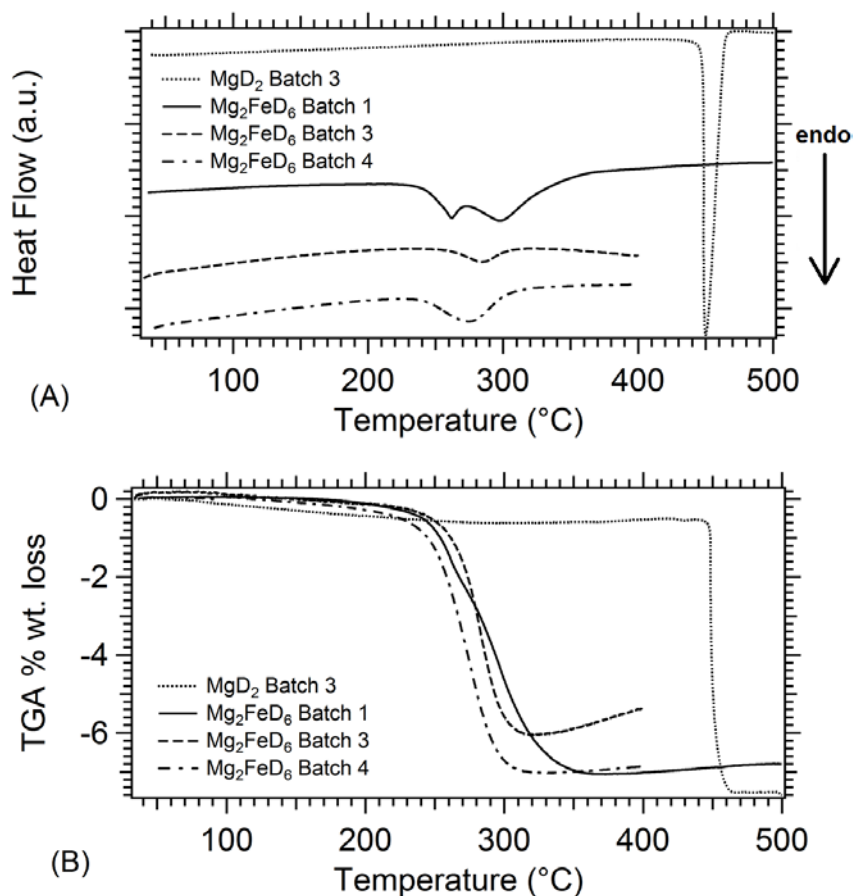 Heat Flow (a.u.)
MgD₂ Batch 3
Mg₂FeD₆ Batch 1
Mg₂FeD₆ Batch 3
Mg₂FeD₆ Batch 4
endo
100 200 300 400 500
(A)
Temperature (°C)
TGA % wt. loss
0
-2
-4
-6
MgD₂ Batch 3
Mg₂FeD₆ Batch 1
Mg₂FeD₆ Batch 3
Mg₂FeD₆ Batch 4
100 200 300 400 500
(B)
Temperature (°C)